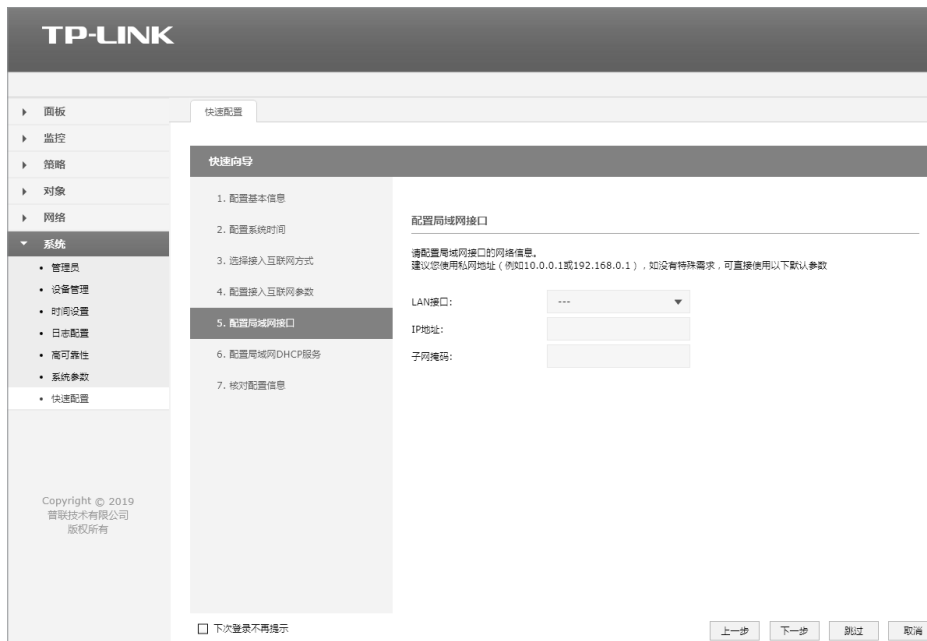 TP-LINK
面板
监控
策略
对象
网络
系统
管理员
设备管理
时间设置
日志配置
高可靠性
系统参数
快速配置
Copyright © 2019
普联技术有限公司
版权所有
快速配置
快速向导
1. 配置基本信息
2. 配置系统时间
3. 选择接入互联网方式
4. 配置接入互联网参数
5. 配置局域网接口
6. 配置局域网DHCP服务
7. 核对配置信息
配置局域网接口
请配置局域网接口的网络信息。
建议您使用私网地址（例如10.0.0.1或192.168.0.1），如没有特殊需求，可直接使用以下默认参数
LAN接口: ---
IP地址:
子网掩码:
下次登录不再提示
上一步 下一步 跳过 取消